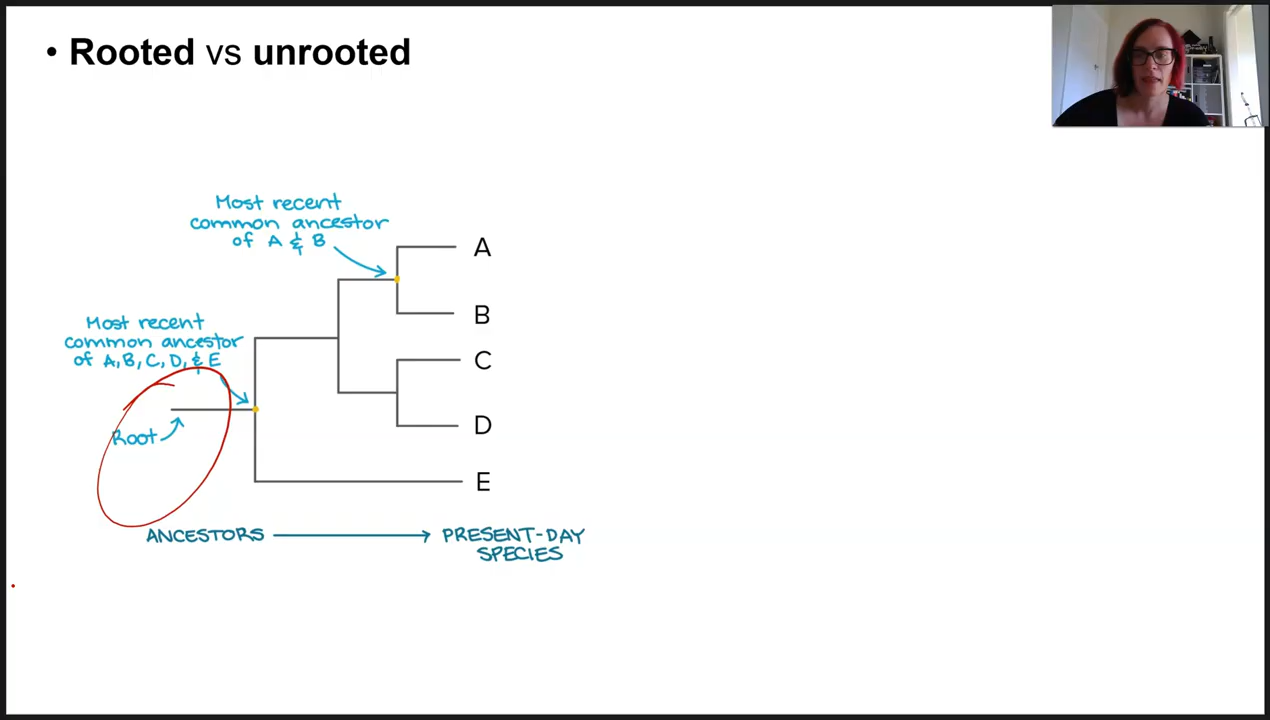 • Rooted vs unrooted
Most recent
common ancestor
of A & B
A
B
Most recent
common ancestor
of A, B, C, D, & E
C
Root
D
E
ANCESTORS
PRESENT-DAY
SPECIES